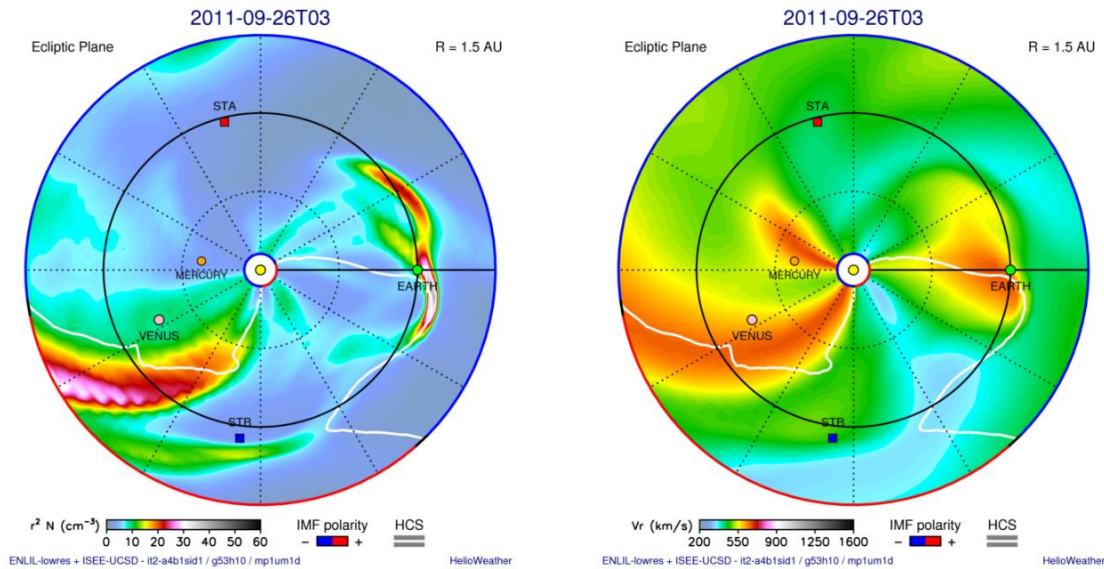 2011-09-26T03
Ecliptic Plane
R = 1.5 AU
STA
MERCURY
EARTH
VENUS
STB
r² N (cm⁻³)
0 10 20 30 40 50 60
IMF polarity
− +
HCS
ENLIL-lowres + ISEE-UCSD - it2-a4b1sid1 / g53h10 / mp1um1d
HelioWeather
2011-09-26T03
Ecliptic Plane
R = 1.5 AU
STA
MERCURY
EARTH
VENUS
STB
Vr (km/s)
200 550 900 1250 1600
IMF polarity
− +
HCS
ENLIL-lowres + ISEE-UCSD - it2-a4b1sid1 / g53h10 / mp1um1d
HelioWeather